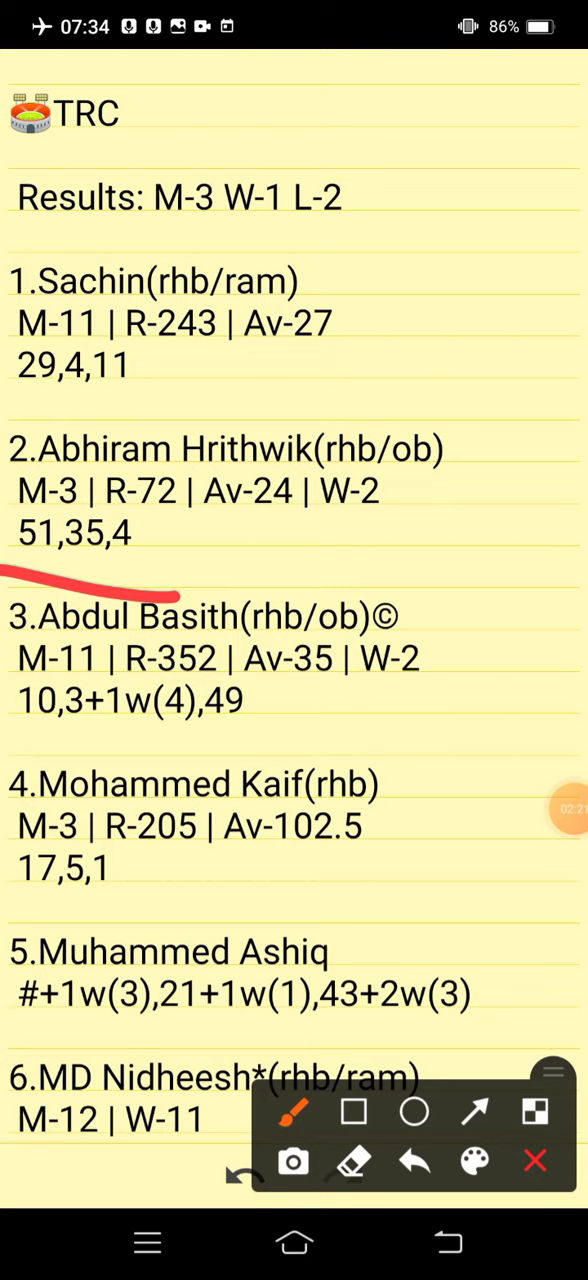 07:34 86%
🏟️TRC
Results: M-3 W-1 L-2
1.Sachin(rhb/ram)
M-11 | R-243 | Av-27
29,4,11
2.Abhiram Hrithwik(rhb/ob)
M-3 | R-72 | Av-24 | W-2
51,35,4
3.Abdul Basith(rhb/ob)©
M-11 | R-352 | Av-35 | W-2
10,3+1w(4),49
4.Mohammed Kaif(rhb)
M-3 | R-205 | Av-102.5
17,5,1
02:21
5.Muhammed Ashiq
#+1w(3),21+1w(1),43+2w(3)
6.MD Nidheesh*(rhb/ram)
M-12 | W-11